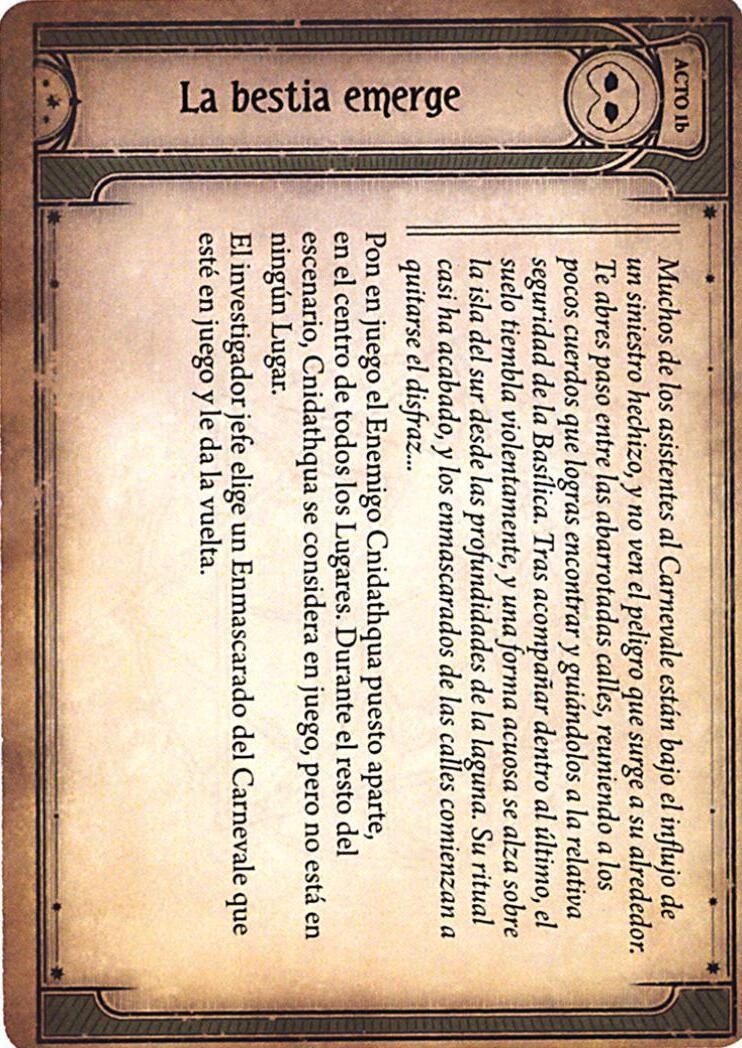 ACTO 1b
La bestia emerge
Muchos de los asistentes al Carnevale están bajo el influjo de
un siniestro hechizo, y no ven el peligro que surge a su alrededor.
Te abres paso entre las abarrotadas calles, reuniendo a los
pocos cuerdos que logras encontrar y guiándolos a la relativa
seguridad de la Basílica. Tras acompañar dentro al último, el
suelo tiembla violentamente, y una forma acuosa se alza sobre
la isla del sur desde las profundidades de la laguna. Su ritual
casi ha acabado, y los enmascarados de las calles comienzan a
quitarse el disfraz...
Pon en juego el Enemigo Cnidathqua puesto aparte,
en el centro de todos los Lugares. Durante el resto del
escenario, Cnidathqua se considera en juego, pero no está en
ningún Lugar.
El investigador jefe elige un Enmascarado del Carnevale que
esté en juego y le da la vuelta.